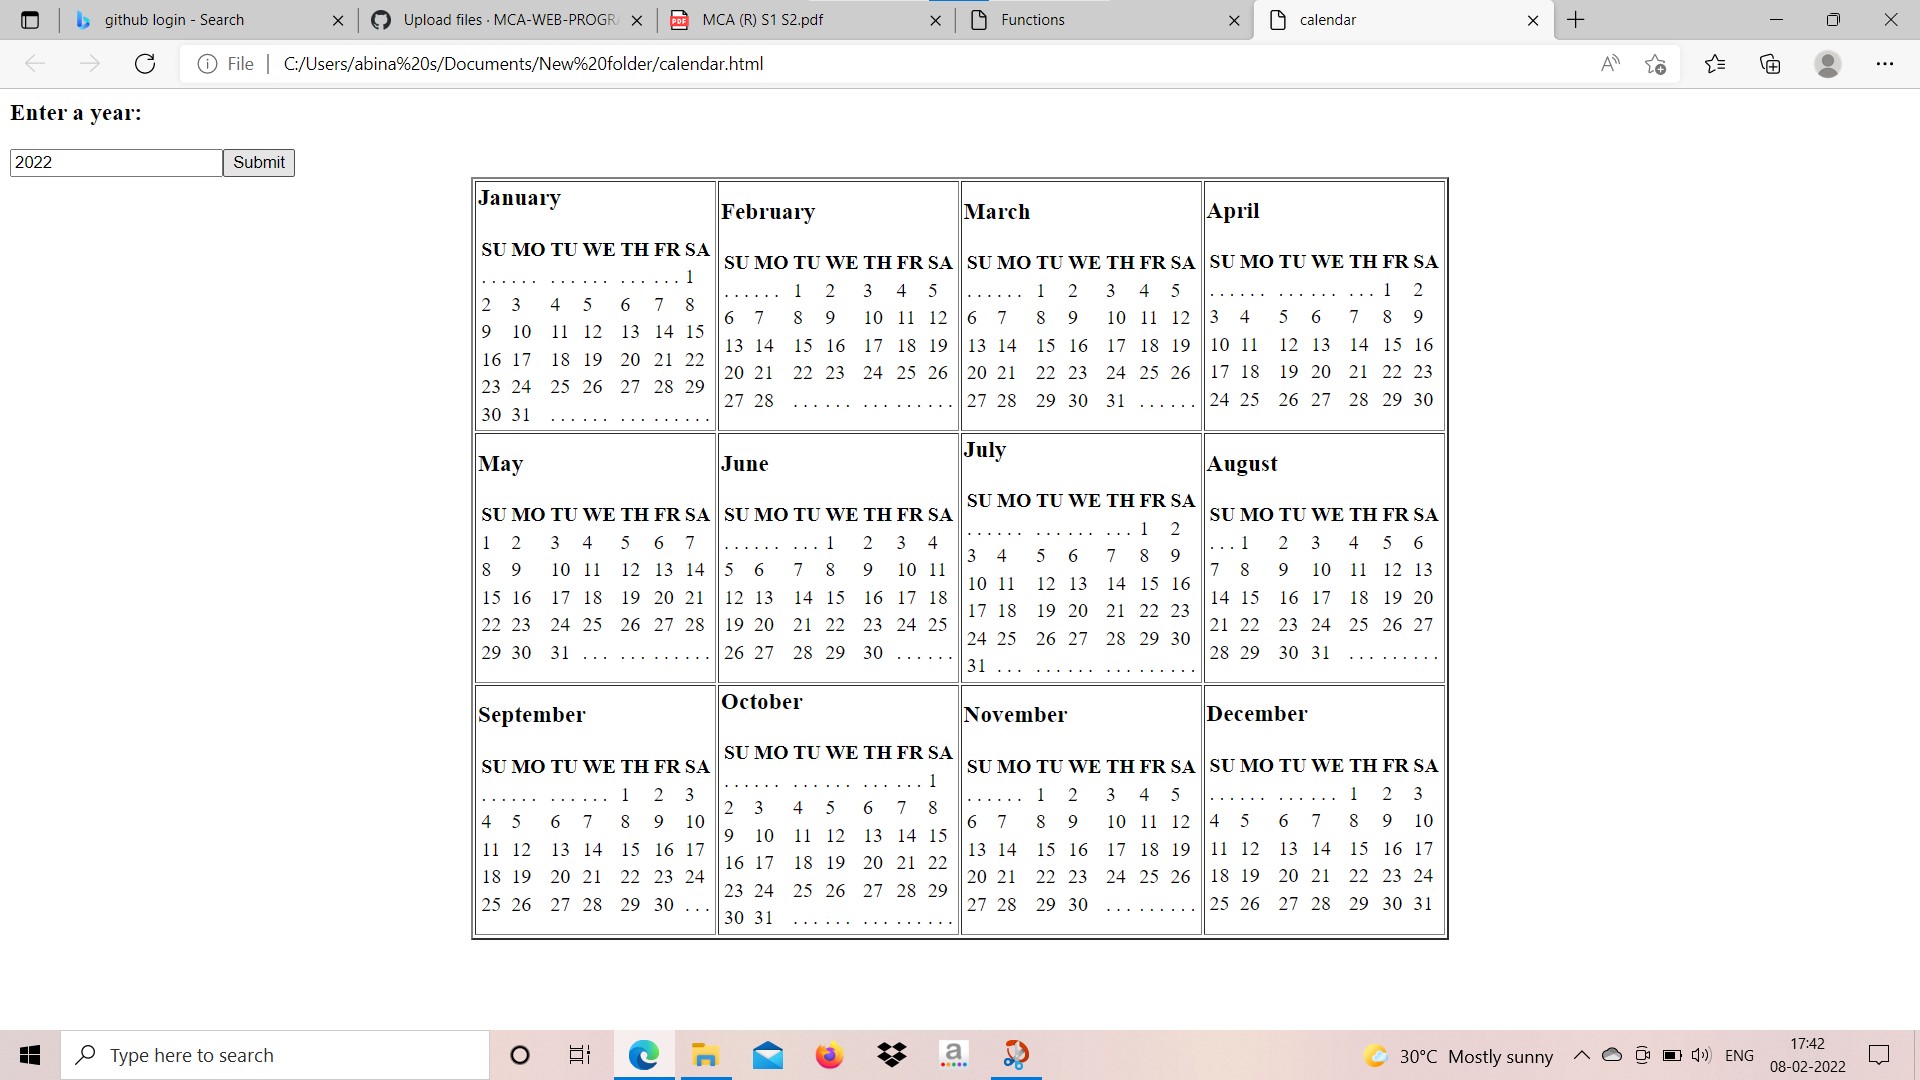 github login - Search
Upload files · MCA-WEB-PROGRA
MCA (R) S1 S2.pdf
Functions
calendar
File
C:/Users/abina%20s/Documents/New%20folder/calendar.html
Enter a year:
2022 Submit
January
SU MO TU WE TH FR SA
. . . . . . . . . . . . . . . . . . 1
2 3 4 5 6 7 8
9 10 11 12 13 14 15
16 17 18 19 20 21 22
23 24 25 26 27 28 29
30 31 . . . . . . . . . . . . . . .
February
SU MO TU WE TH FR SA
. . . . . . 1 2 3 4 5
6 7 8 9 10 11 12
13 14 15 16 17 18 19
20 21 22 23 24 25 26
27 28 . . . . . . . . . . . . . . .
March
SU MO TU WE TH FR SA
. . . . . . 1 2 3 4 5
6 7 8 9 10 11 12
13 14 15 16 17 18 19
20 21 22 23 24 25 26
27 28 29 30 31 . . . . . .
April
SU MO TU WE TH FR SA
. . . . . . . . . . . . . . . 1 2
3 4 5 6 7 8 9
10 11 12 13 14 15 16
17 18 19 20 21 22 23
24 25 26 27 28 29 30
May
SU MO TU WE TH FR SA
1 2 3 4 5 6 7
8 9 10 11 12 13 14
15 16 17 18 19 20 21
22 23 24 25 26 27 28
29 30 31 . . . . . . . . . . . .
June
SU MO TU WE TH FR SA
. . . . . . . . . 1 2 3 4
5 6 7 8 9 10 11
12 13 14 15 16 17 18
19 20 21 22 23 24 25
26 27 28 29 30 . . . . . .
July
SU MO TU WE TH FR SA
. . . . . . . . . . . . . . . 1 2
3 4 5 6 7 8 9
10 11 12 13 14 15 16
17 18 19 20 21 22 23
24 25 26 27 28 29 30
31 . . . . . . . . . . . . . . . . . .
August
SU MO TU WE TH FR SA
. . . 1 2 3 4 5 6
7 8 9 10 11 12 13
14 15 16 17 18 19 20
21 22 23 24 25 26 27
28 29 30 31 . . . . . . . . .
September
SU MO TU WE TH FR SA
. . . . . . . . . . . . 1 2 3
4 5 6 7 8 9 10
11 12 13 14 15 16 17
18 19 20 21 22 23 24
25 26 27 28 29 30 . . .
October
SU MO TU WE TH FR SA
. . . . . . . . . . . . . . . . . . 1
2 3 4 5 6 7 8
9 10 11 12 13 14 15
16 17 18 19 20 21 22
23 24 25 26 27 28 29
30 31 . . . . . . . . . . . . . . .
November
SU MO TU WE TH FR SA
. . . . . . 1 2 3 4 5
6 7 8 9 10 11 12
13 14 15 16 17 18 19
20 21 22 23 24 25 26
27 28 29 30 . . . . . . . . .
December
SU MO TU WE TH FR SA
. . . . . . . . . . . . 1 2 3
4 5 6 7 8 9 10
11 12 13 14 15 16 17
18 19 20 21 22 23 24
25 26 27 28 29 30 31
Type here to search
30°C Mostly sunny
ENG
17:42
08-02-2022